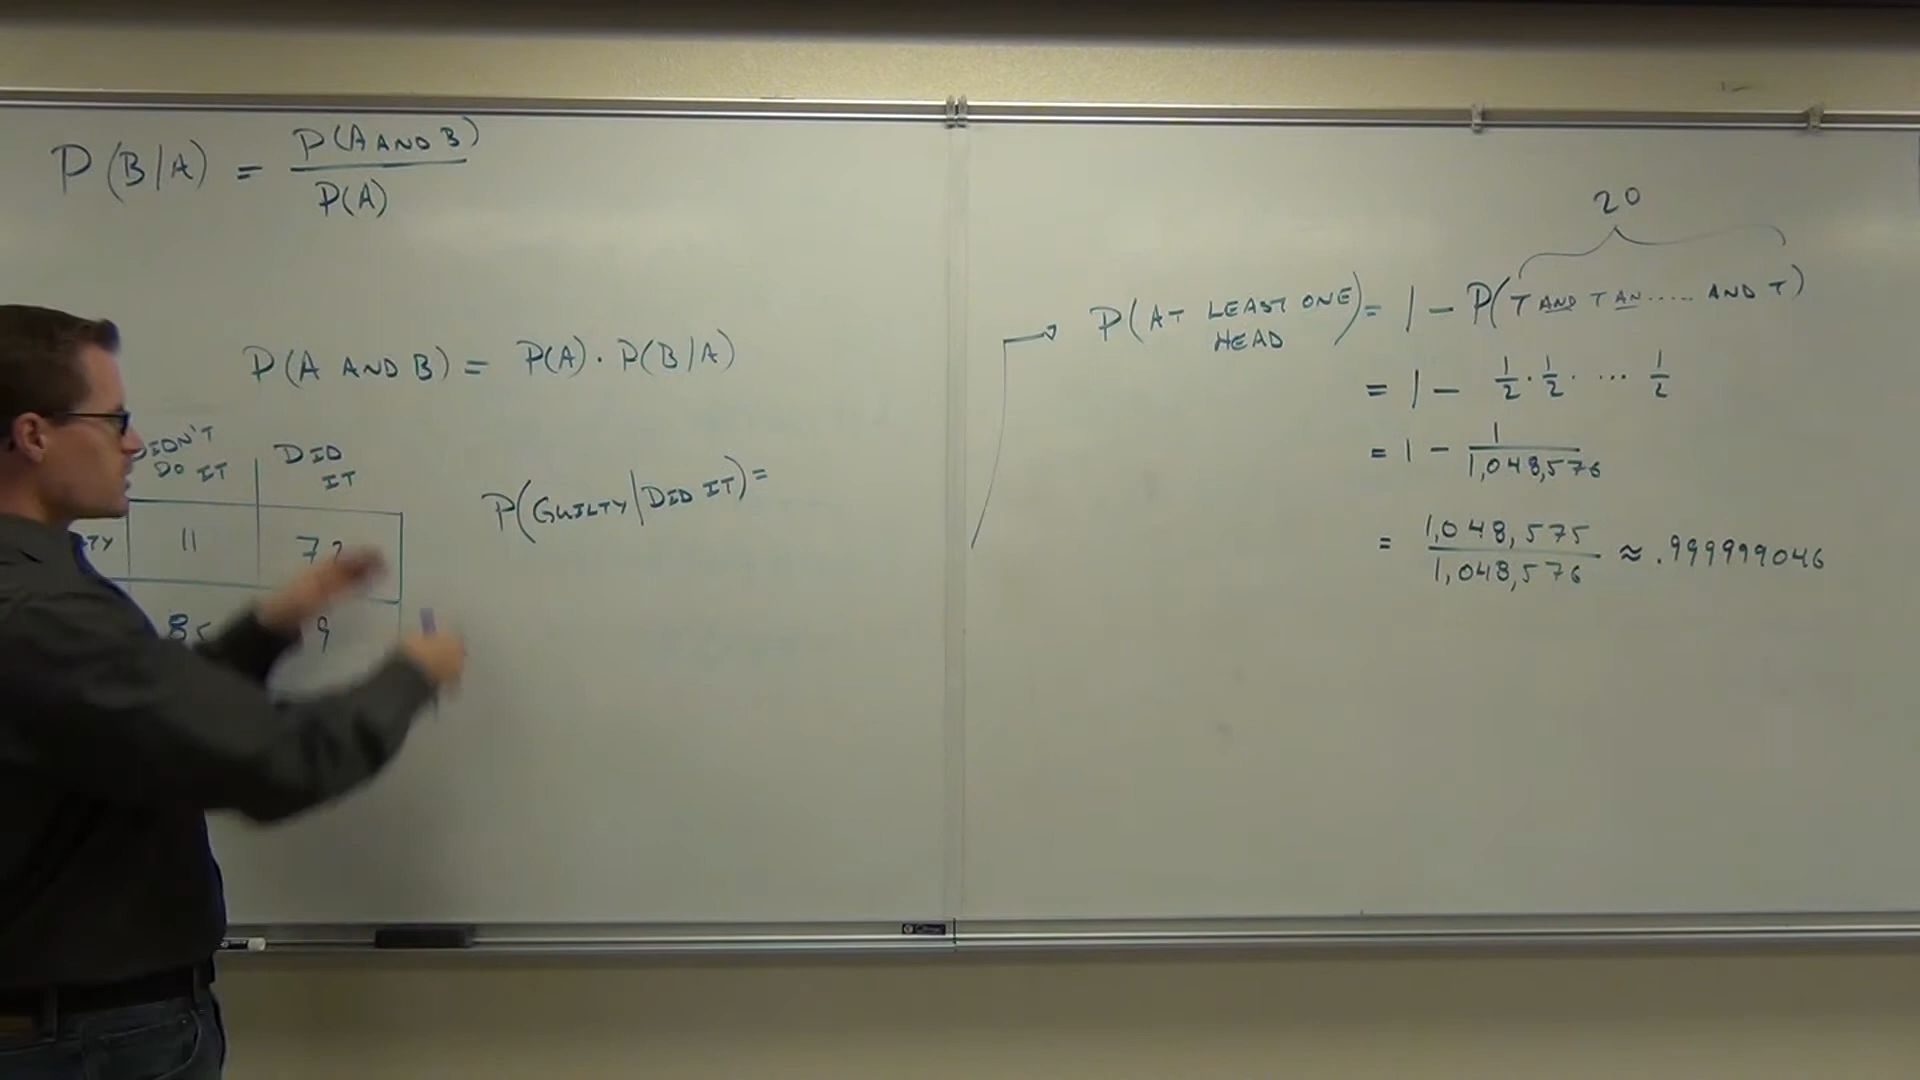 P(B|A) = P(A AND B) / P(A)
P(A AND B) = P(A) · P(B|A)
DIDN'T DO IT
DID IT
TY 11
9
P(GUILTY|DID IT) =
20
P(AT LEAST ONE HEAD) = 1 - P(T AND T AN..... AND T)
= 1 - 1/2 · 1/2 · ... 1/2
= 1 - 1/1,048,576
= 1,048,575/1,048,576 ≈ .999999046